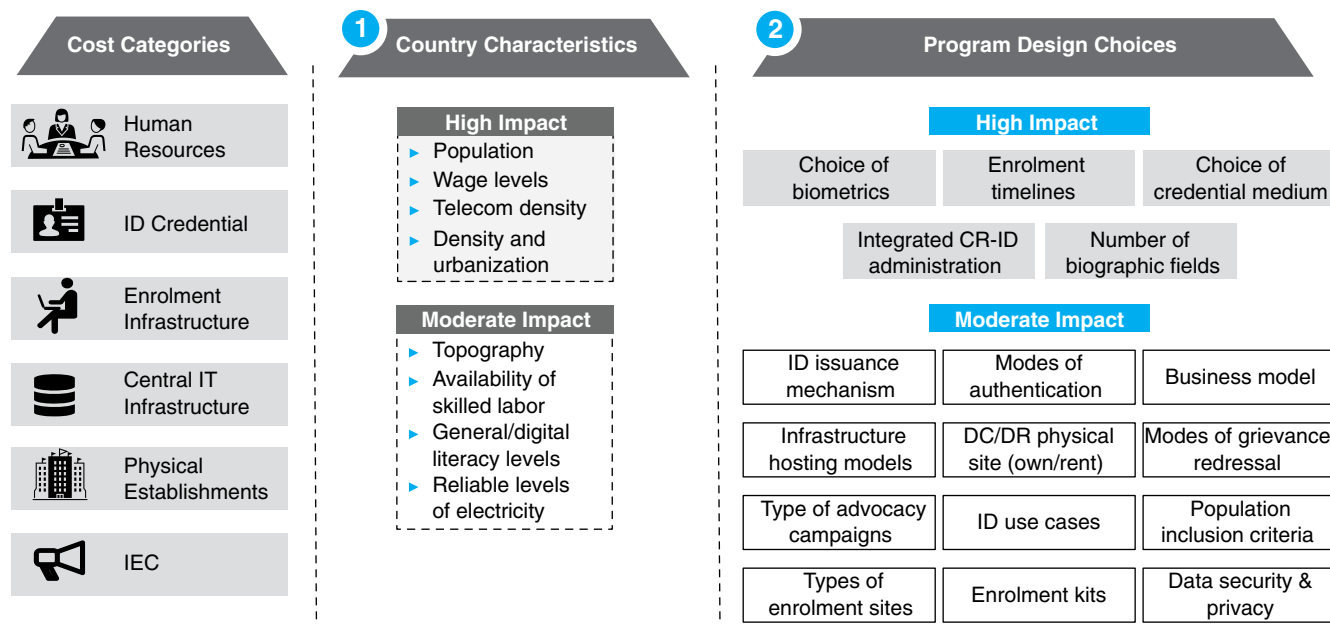 Cost Categories
Human
Resources
ID Credential
Enrolment
Infrastructure
Central IT
Infrastructure
Physical
Establishments
IEC
1
Country Characteristics
High Impact
Population
Wage levels
Telecom density
Density and
urbanization
Moderate Impact
Topography
Availability of
skilled labor
General/digital
literacy levels
Reliable levels
of electricity
2
Program Design Choices
High Impact
Choice of
biometrics
Enrolment
timelines
Choice of
credential medium
Integrated CR-ID
administration
Number of
biographic fields
Moderate Impact
ID issuance
mechanism
Modes of
authentication
Business model
Infrastructure
hosting models
DC/DR physical
site (own/rent)
Modes of grievance
redressal
Type of advocacy
campaigns
ID use cases
Population
inclusion criteria
Types of
enrolment sites
Enrolment kits
Data security &
privacy